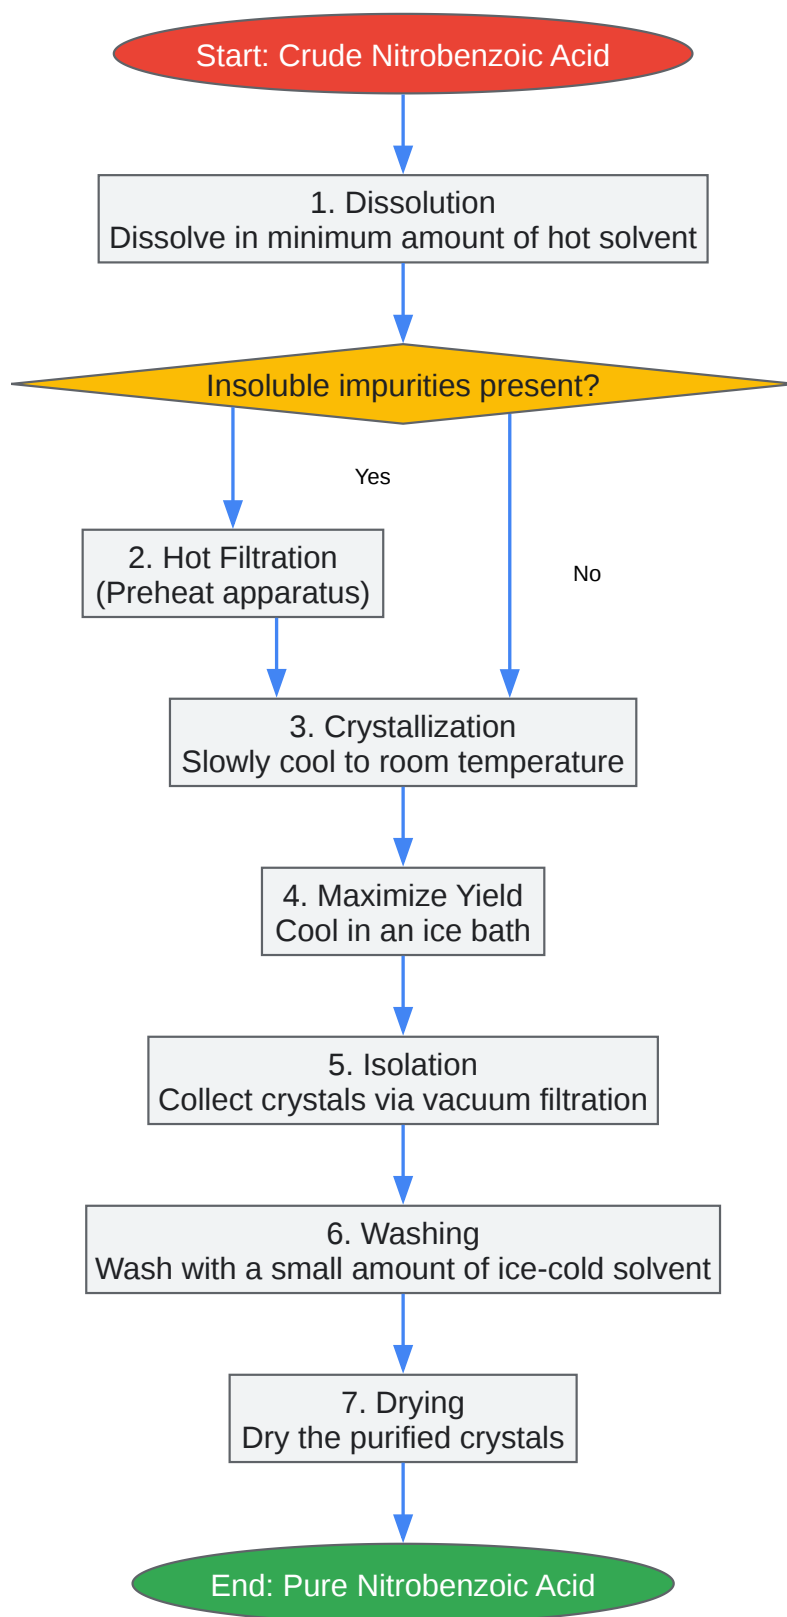 Start: Crude Nitrobenzoic Acid
1. Dissolution
Dissolve in minimum amount of hot solvent
Insoluble impurities present?
Yes
2. Hot Filtration
(Preheat apparatus)
No
3. Crystallization
Slowly cool to room temperature
4. Maximize Yield
Cool in an ice bath
5. Isolation
Collect crystals via vacuum filtration
6. Washing
Wash with a small amount of ice-cold solvent
7. Drying
Dry the purified crystals
End: Pure Nitrobenzoic Acid